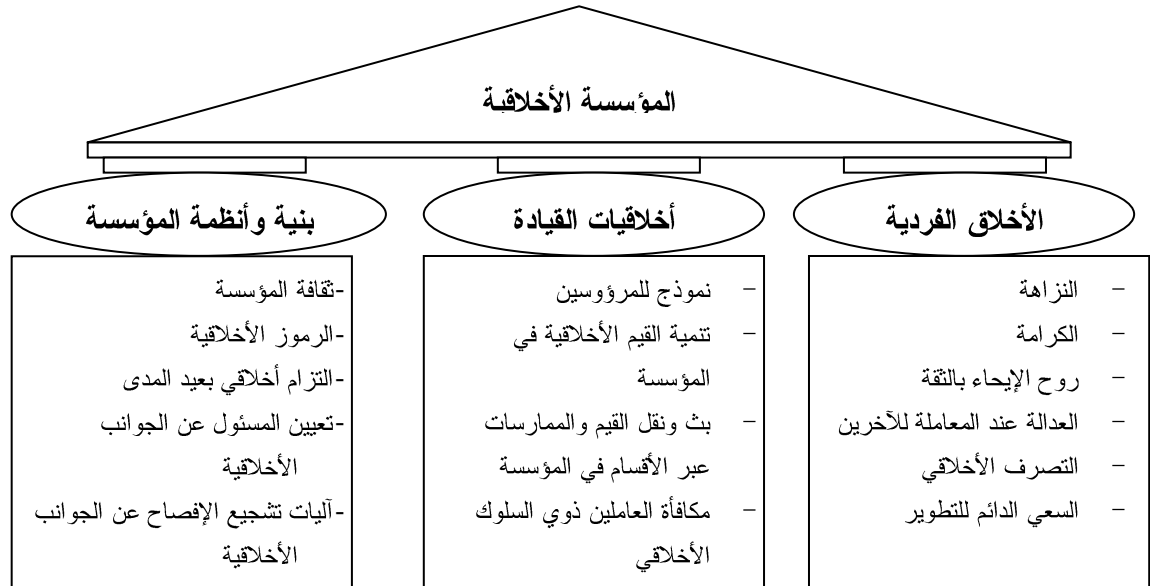 المؤسسة الأخلاقية
الأخلاق الفردية
- النزاهة
- الكرامة
- روح الإيحاء بالثقة
- العدالة عند المعاملة للآخرين
- التصرف الأخلاقي
- السعي الدائم للتطوير
أخلاقيات القيادة
- نموذج للمرؤوسين
- تنمية القيم الأخلاقية في
المؤسسة
- بث ونقل القيم والممارسات
عبر الأقسام في المؤسسة
- مكافأة العاملين ذوي السلوك
الأخلاقي
بنية وأنظمة المؤسسة
-ثقافة المؤسسة
-الرموز الأخلاقية
-التزام أخلاقي بعيد المدى
-تعيين المسئول عن الجوانب
الأخلاقية
-آليات تشجيع الإفصاح عن الجوانب
الأخلاقية